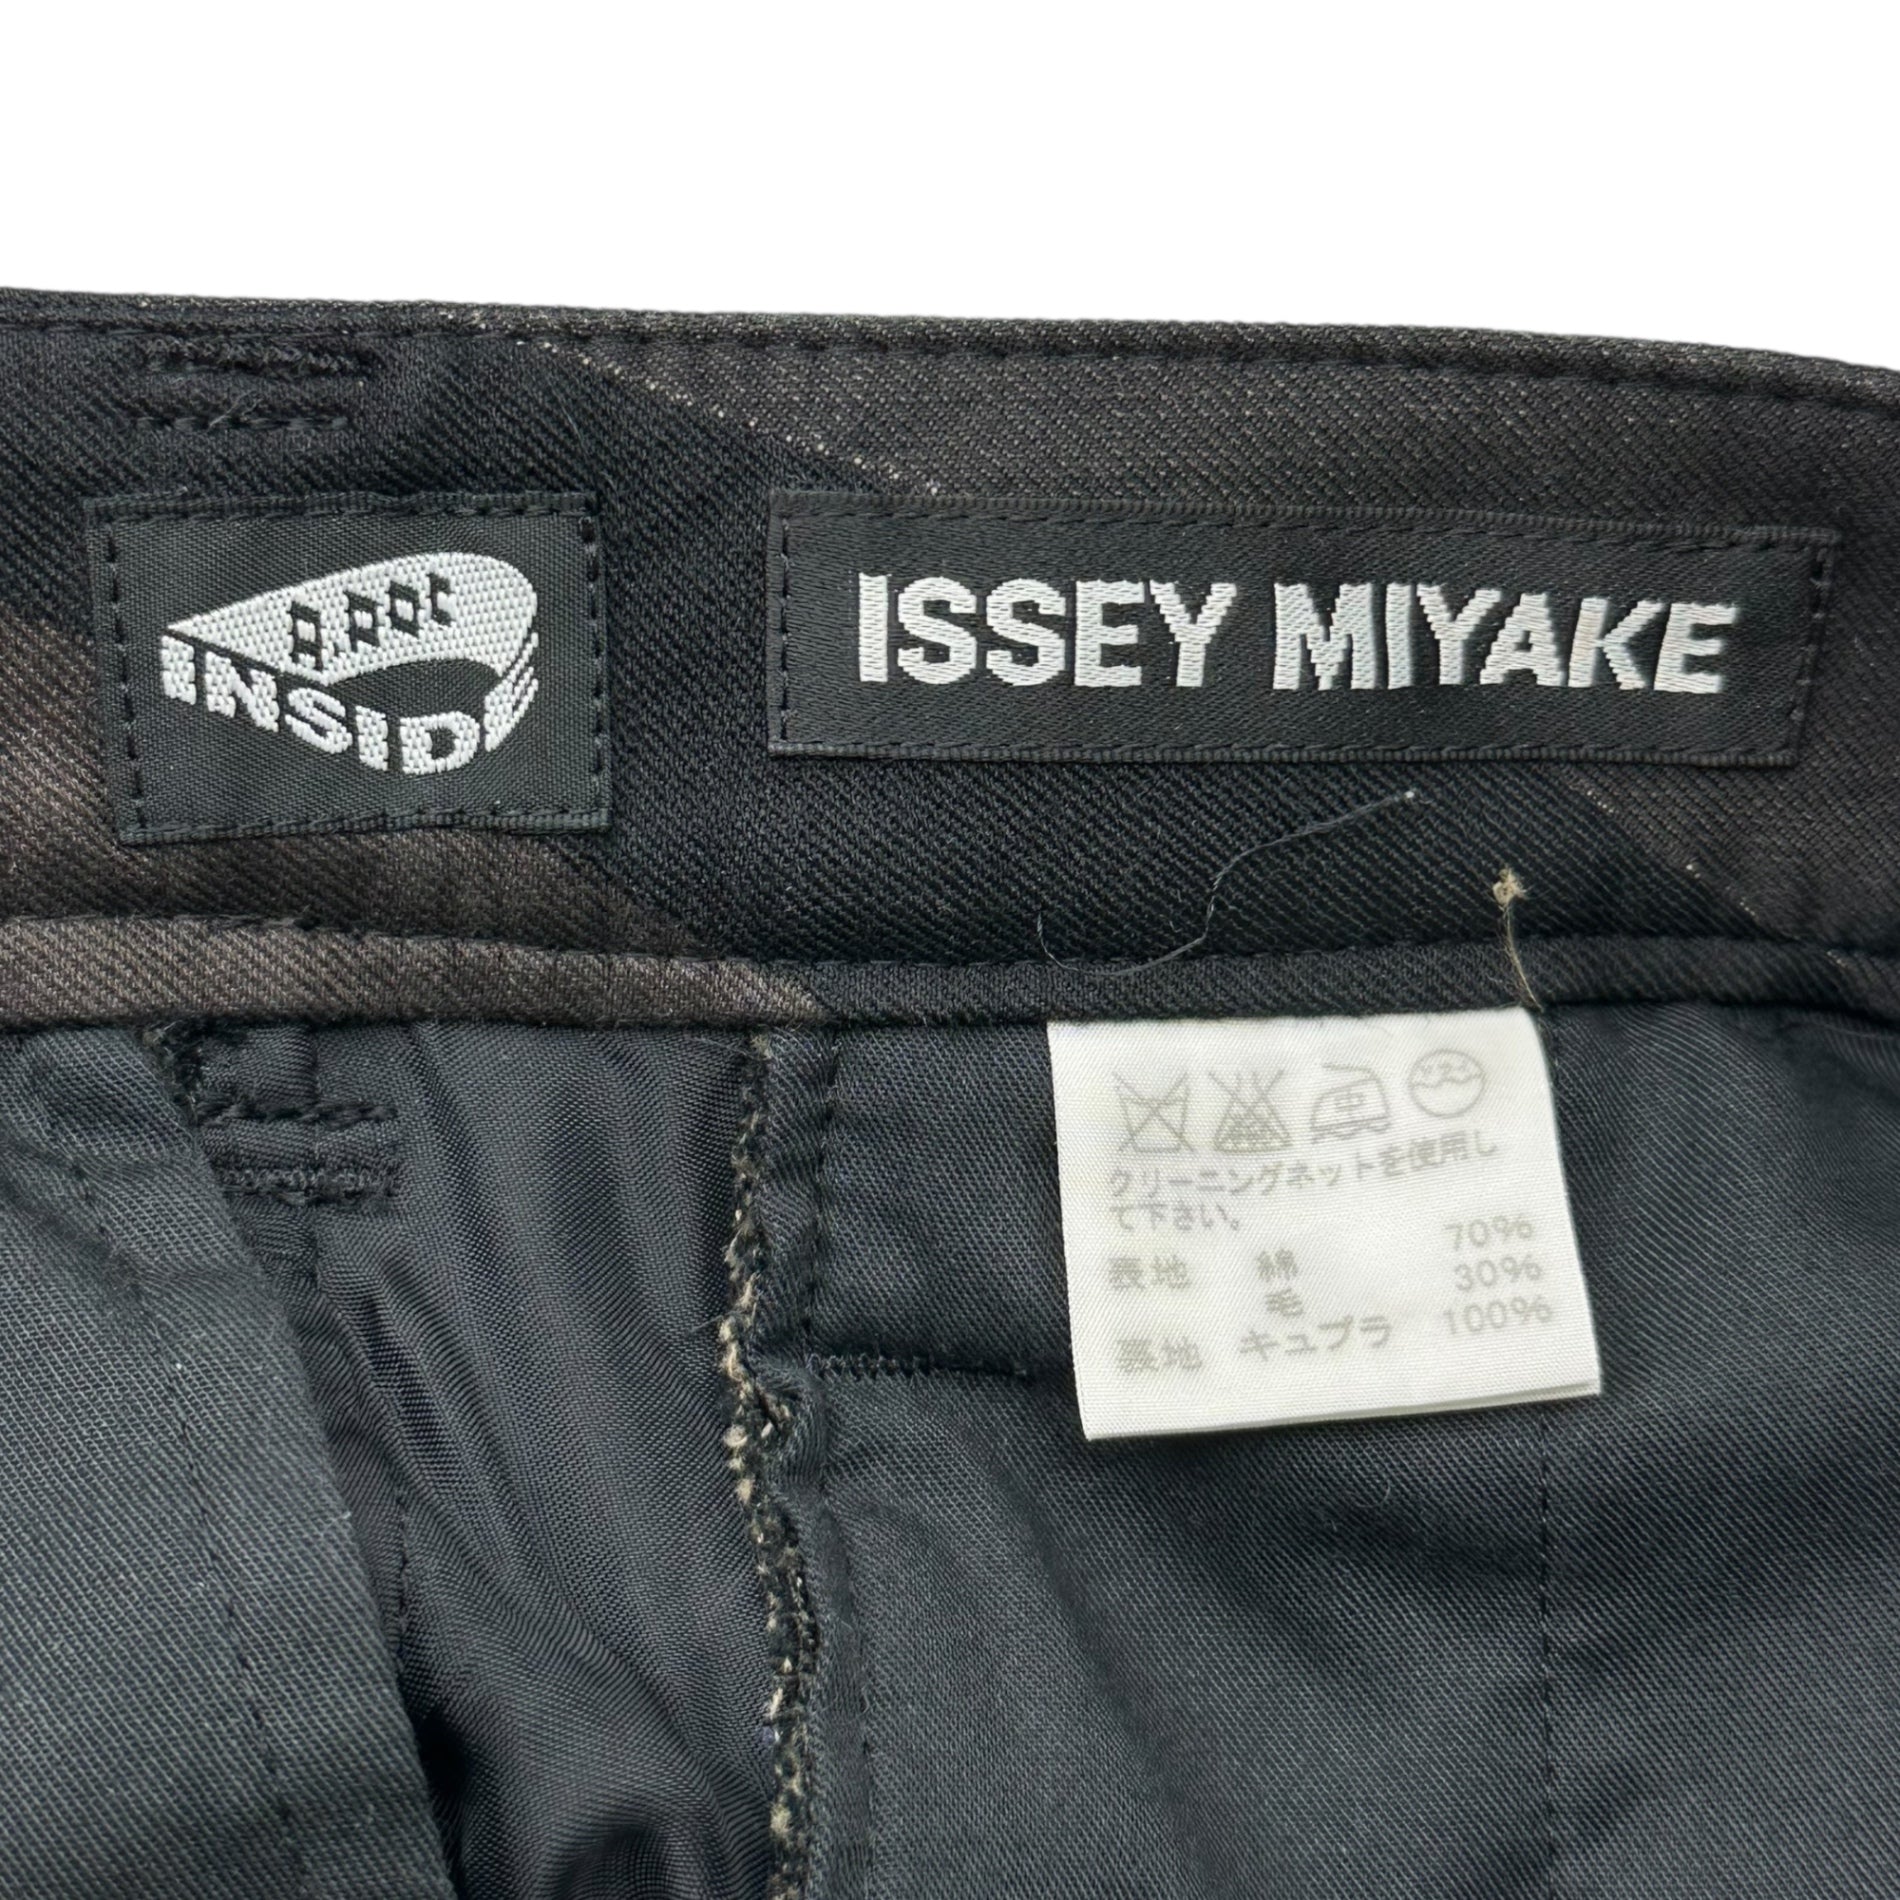 A-POC
INSIDE
ISSEY MIYAKE
クリーニングネットを使用し
て下さい。
表地 綿 70%
毛 30%
裏地 キュプラ 100%